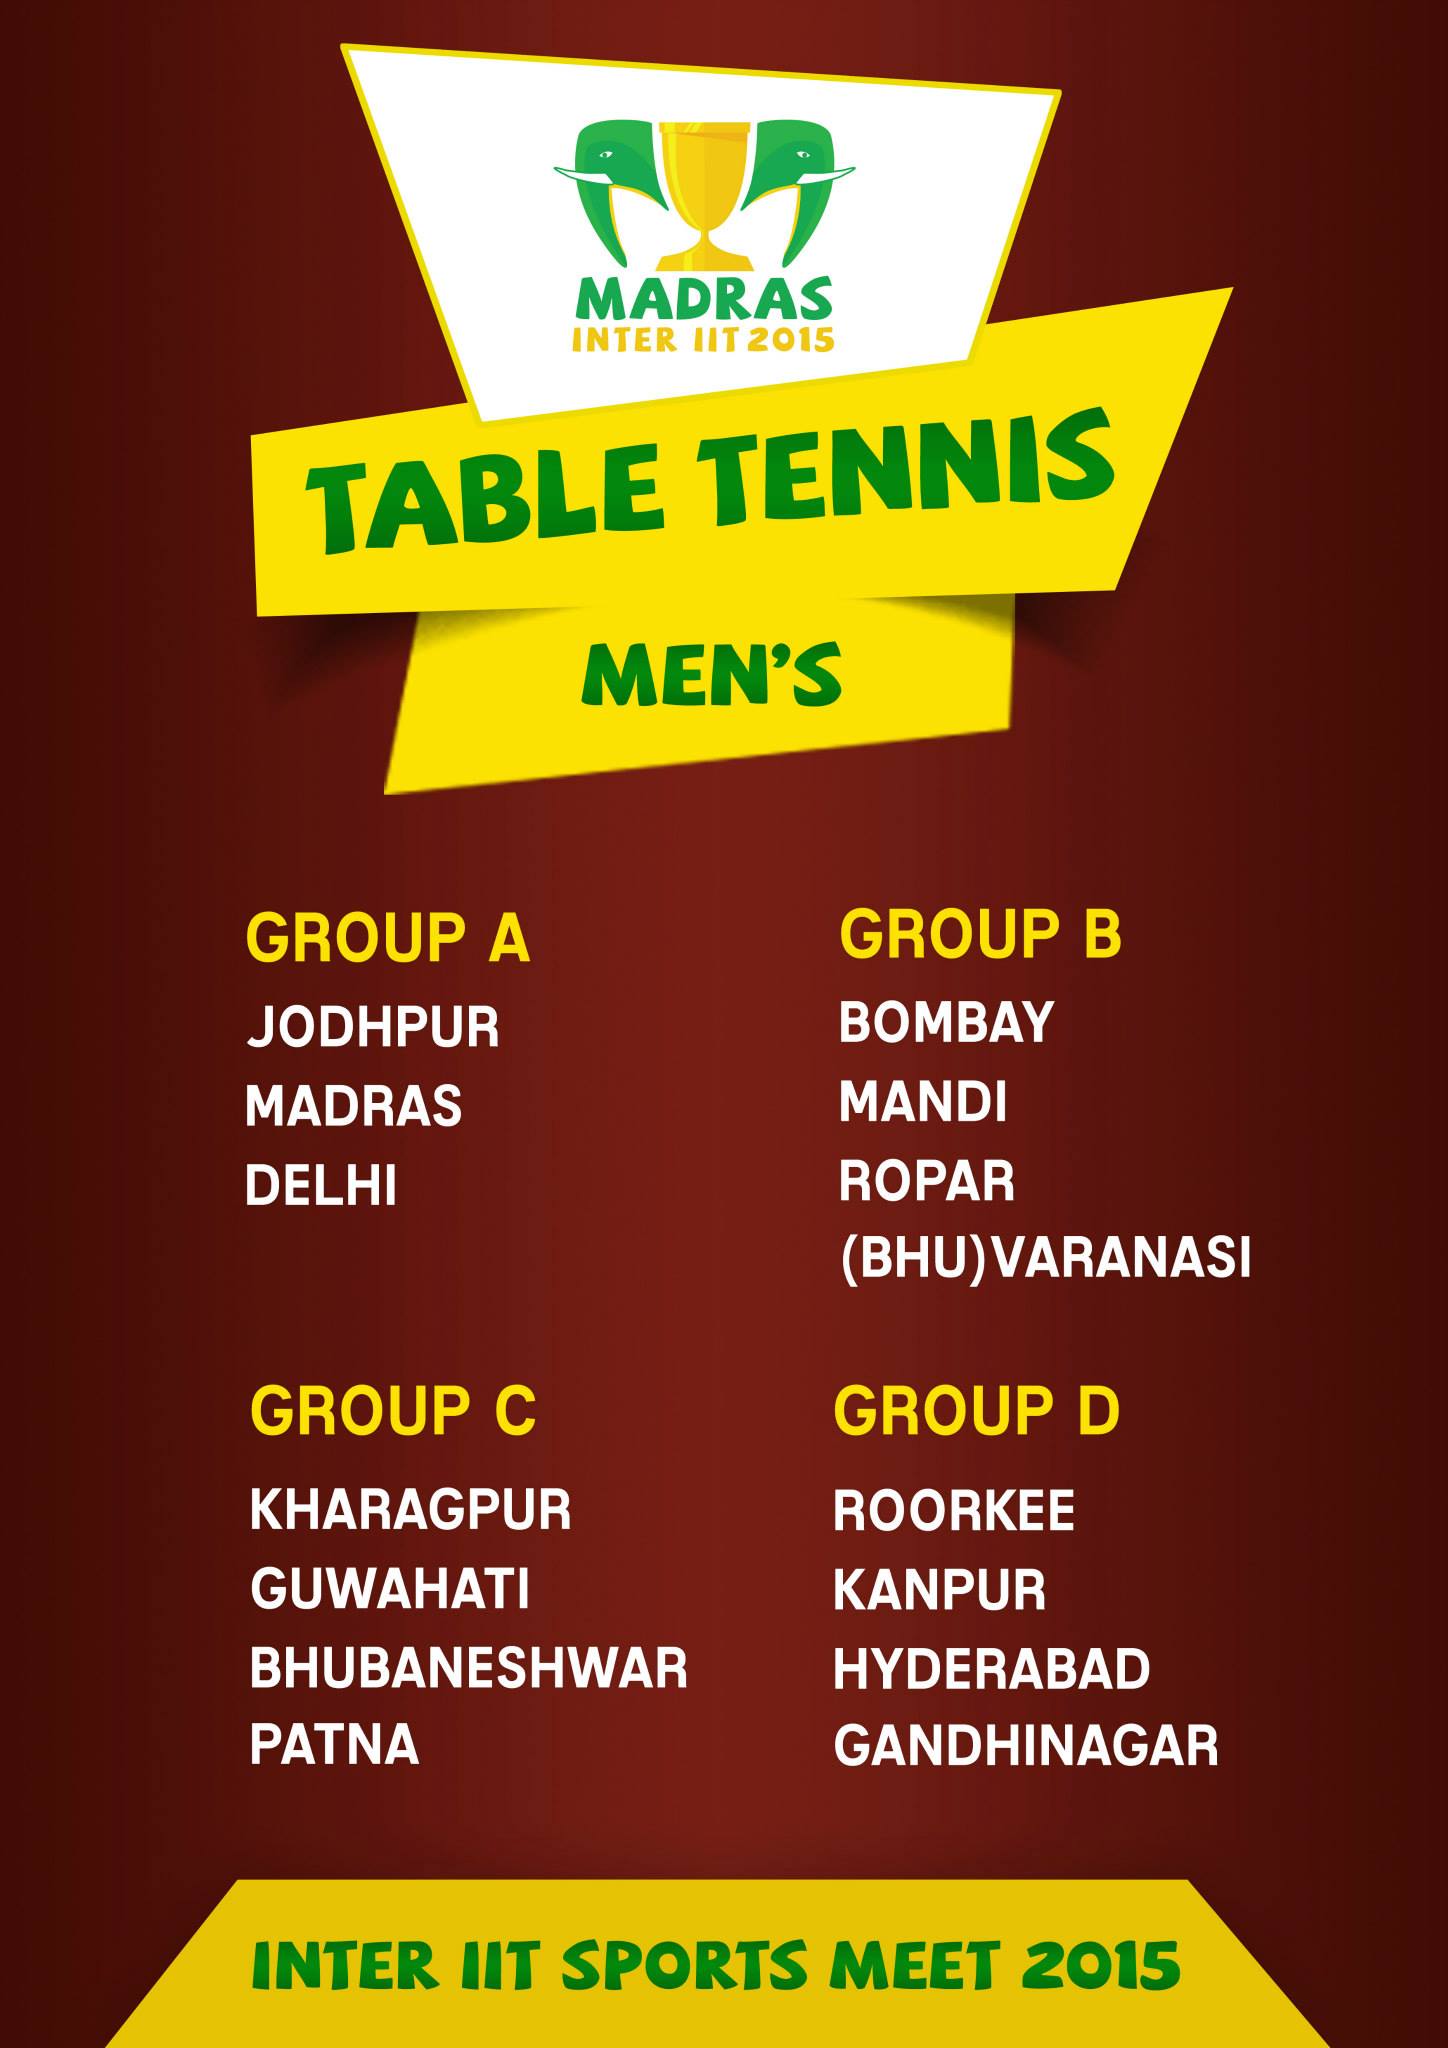 MADRAS
INTER IIT 2015
TABLE TENNIS
MEN'S
GROUP A
JODHPUR
MADRAS
DELHI
GROUP B
BOMBAY
MANDI
ROPAR
(BHU)VARANASI
GROUP C
KHARAGPUR
GUWAHATI
BHUBANESHWAR
PATNA
GROUP D
ROORKEE
KANPUR
HYDERABAD
GANDHINAGAR
INTER IIT SPORTS MEET 2015